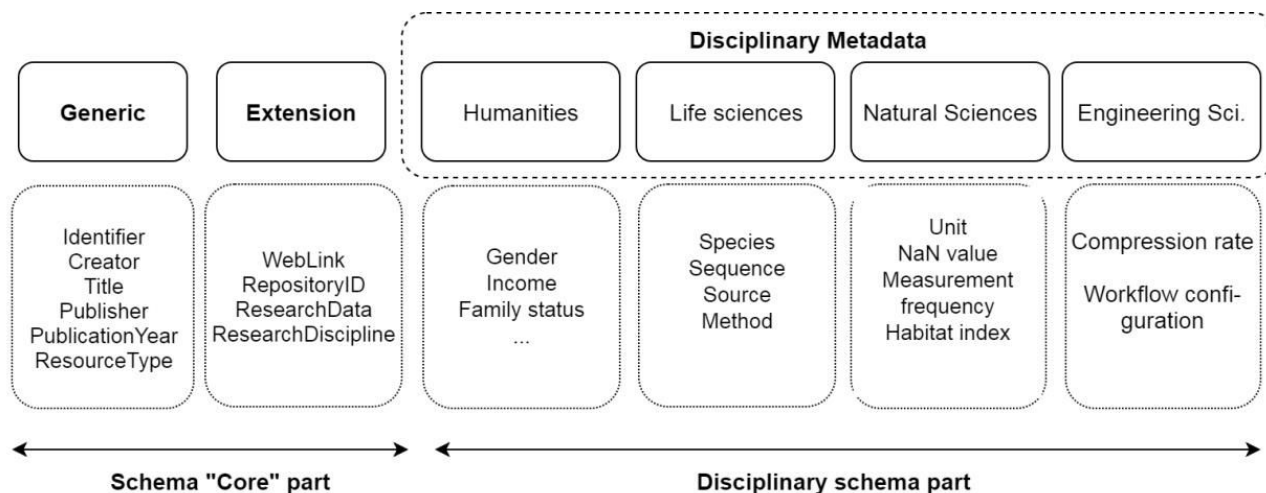 Disciplinary Metadata
Generic
Extension
Humanities
Life sciences
Natural Sciences
Engineering Sci.
Identifier
Creator
Title
Publisher
PublicationYear
ResourceType
WebLink
RepositoryID
ResearchData
ResearchDiscipline
Gender
Income
Family status
...
Species
Sequence
Source
Method
Unit
NaN value
Measurement
frequency
Habitat index
Compression rate
Workflow confi-
guration
Schema "Core" part
Disciplinary schema part